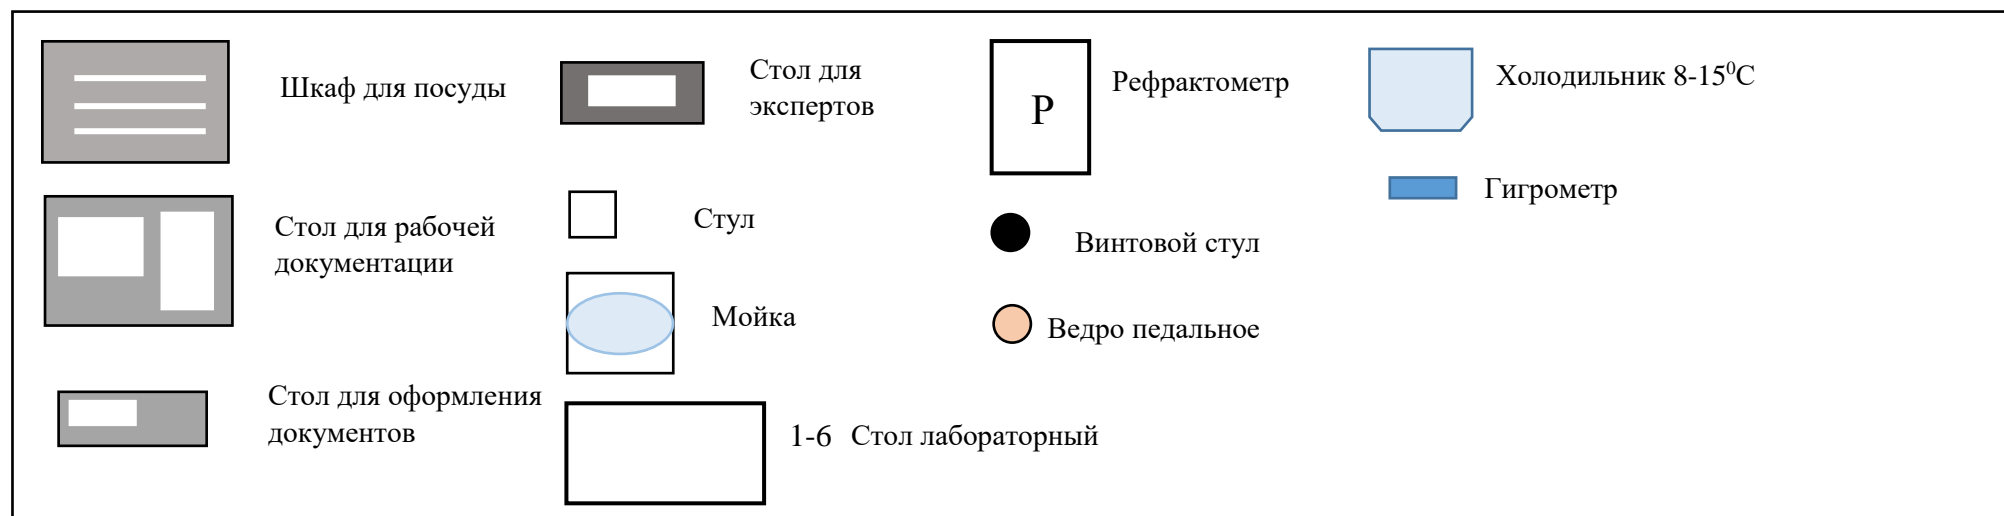 Шкаф для посуды
Стол для рабочей
документации
Стол для оформления
документов
Стол для
экспертов
Стул
Мойка
1-6 Стол лабораторный
Р
Рефрактометр
Винтовой стул
Ведро педальное
Холодильник 8-15⁰С
Гигрометр